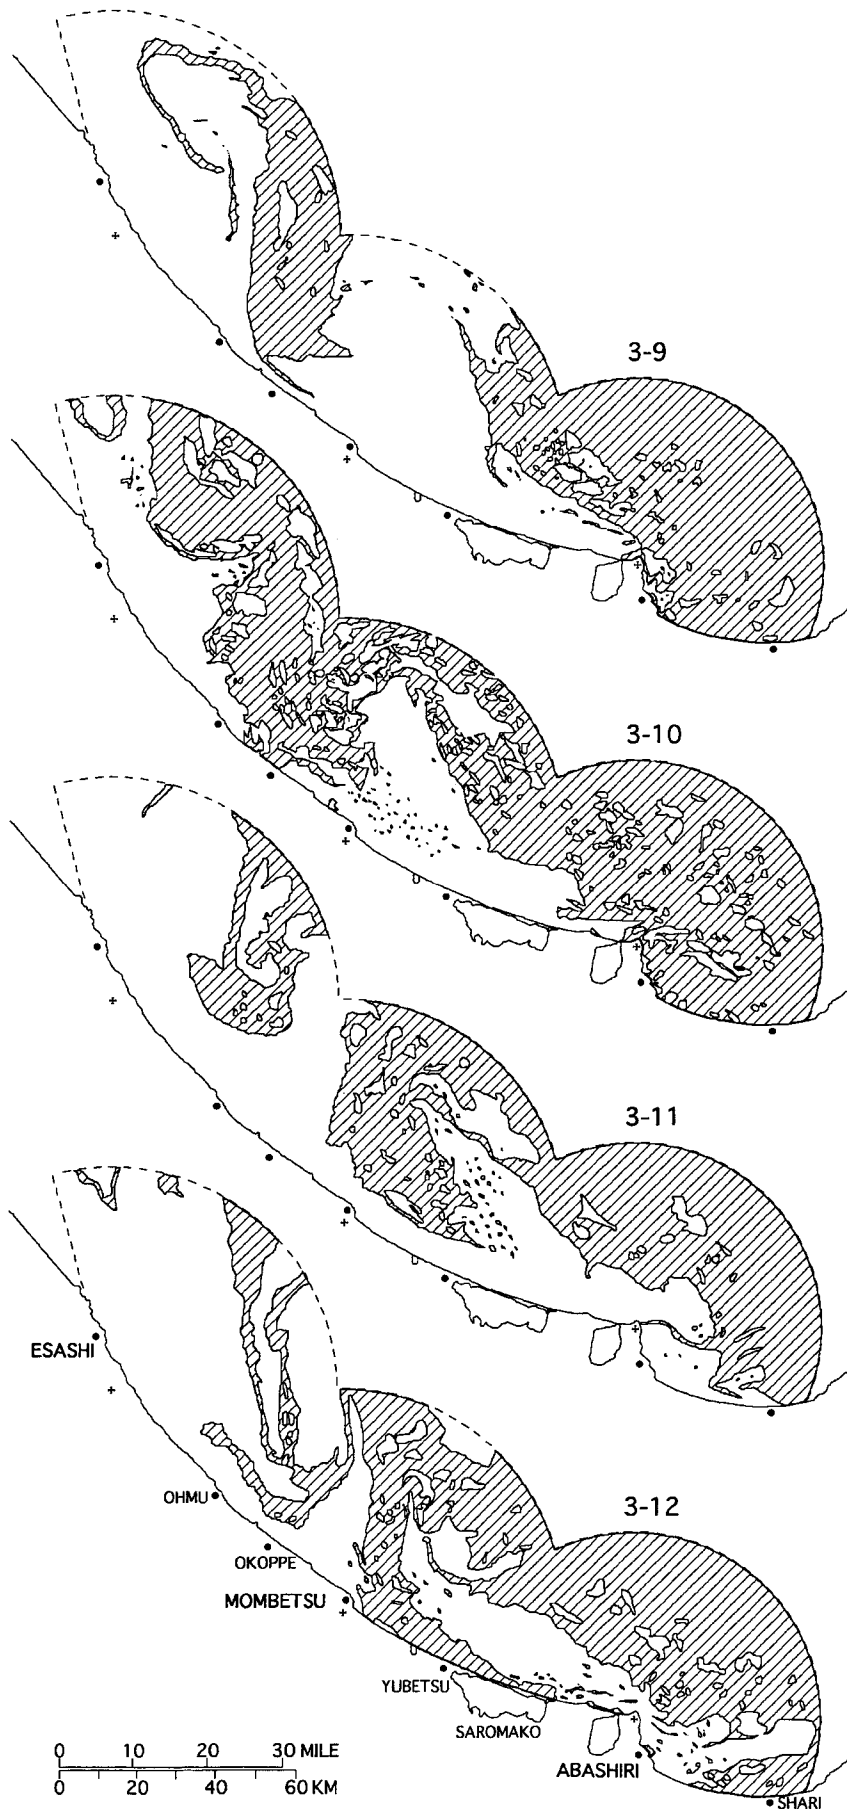 3-9
3-10
3-11
ESASHI
OHMU
3-12
OKOPPE
MOMBETSU
YUBETSU
SAROMAKO
ABASHIRI
SHARI
0 10 20 30 MILE
0 20 40 60 KM